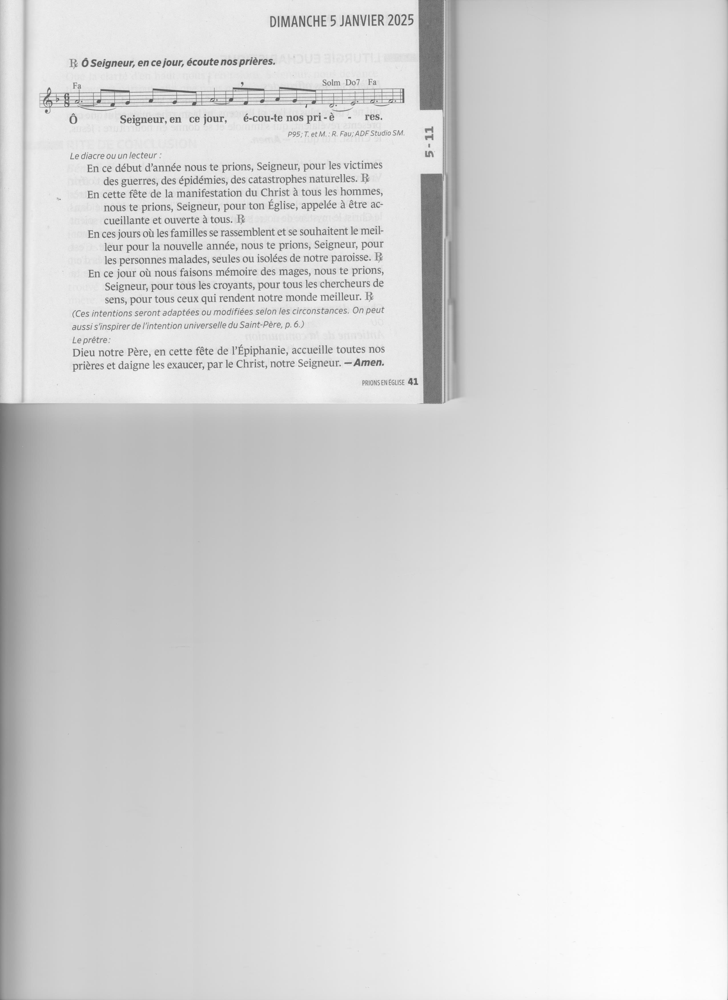 DIMANCHE 5 JANVIER 2025
℟ Ô Seigneur, en ce jour, écoute nos prières.
Fa Solm Do7 Fa
6
8
Ô Seigneur, en ce jour, é-cou-te nos pri - è - res.
P95; T. et M. : R. Fau; ADF Studio SM.
5 - 11
Le diacre ou un lecteur :
En ce début d’année nous te prions, Seigneur, pour les victimes
des guerres, des épidémies, des catastrophes naturelles. ℟
En cette fête de la manifestation du Christ à tous les hommes,
nous te prions, Seigneur, pour ton Église, appelée à être ac-
cueillante et ouverte à tous. ℟
En ces jours où les familles se rassemblent et se souhaitent le meil-
leur pour la nouvelle année, nous te prions, Seigneur, pour
les personnes malades, seules ou isolées de notre paroisse. ℟
En ce jour où nous faisons mémoire des mages, nous te prions,
Seigneur, pour tous les croyants, pour tous les chercheurs de
sens, pour tous ceux qui rendent notre monde meilleur. ℟
(Ces intentions seront adaptées ou modifiées selon les circonstances. On peut
aussi s’inspirer de l’intention universelle du Saint-Père, p. 6.)
Le prêtre :
Dieu notre Père, en cette fête de l’Épiphanie, accueille toutes nos
prières et daigne les exaucer, par le Christ, notre Seigneur. — Amen.
PRIONS EN ÉGLISE 41